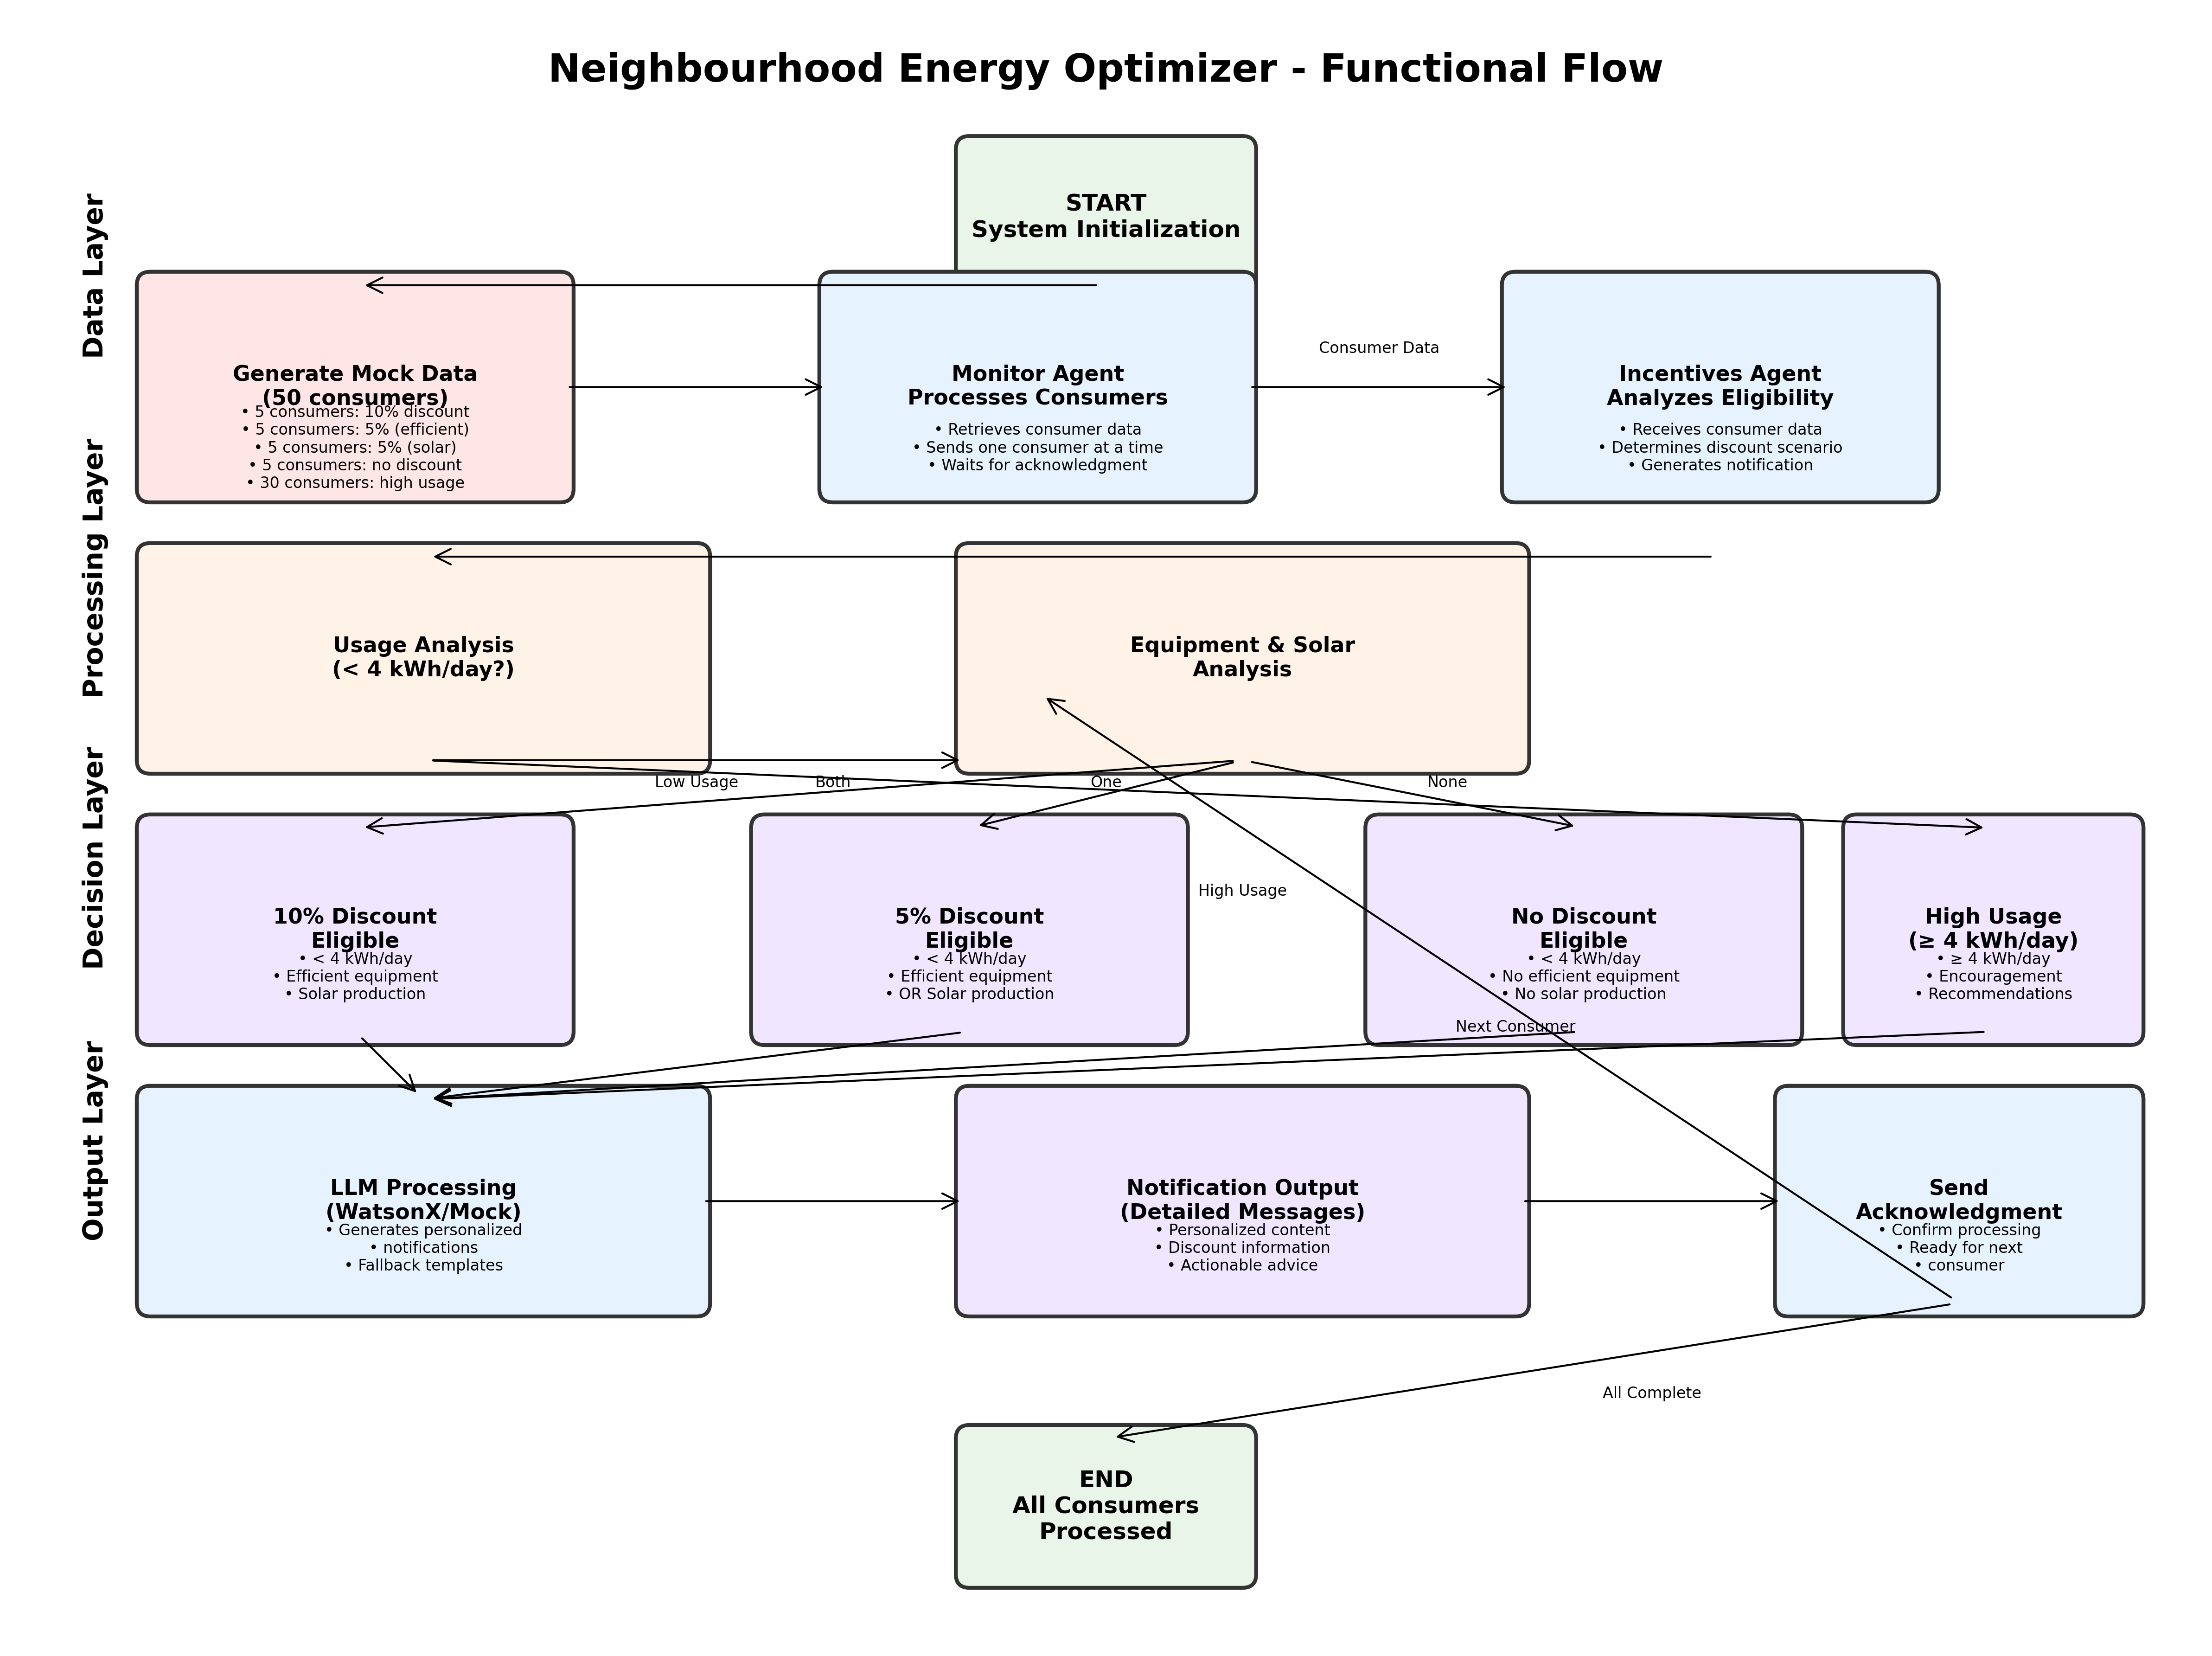 Neighbourhood Energy Optimizer - Functional Flow
Data Layer
START
System Initialization
Generate Mock Data
(50 consumers)
• 5 consumers: 10% discount
• 5 consumers: 5% (efficient)
• 5 consumers: 5% (solar)
• 5 consumers: no discount
• 30 consumers: high usage
Monitor Agent
Processes Consumers
• Retrieves consumer data
• Sends one consumer at a time
• Waits for acknowledgment
Consumer Data
Incentives Agent
Analyzes Eligibility
• Receives consumer data
• Determines discount scenario
• Generates notification
Processing Layer
Usage Analysis
(< 4 kWh/day?)
Equipment & Solar
Analysis
Low Usage
Both
One
None
Decision Layer
10% Discount
Eligible
• < 4 kWh/day
• Efficient equipment
• Solar production
5% Discount
Eligible
• < 4 kWh/day
• Efficient equipment
• OR Solar production
High Usage
No Discount
Eligible
• < 4 kWh/day
• No efficient equipment
• No solar production
High Usage
(≥ 4 kWh/day)
• ≥ 4 kWh/day
• Encouragement
• Recommendations
Next Consumer
Output Layer
LLM Processing
(WatsonX/Mock)
• Generates personalized
• notifications
• Fallback templates
Notification Output
(Detailed Messages)
• Personalized content
• Discount information
• Actionable advice
Send
Acknowledgment
• Confirm processing
• Ready for next
• consumer
All Complete
END
All Consumers
Processed